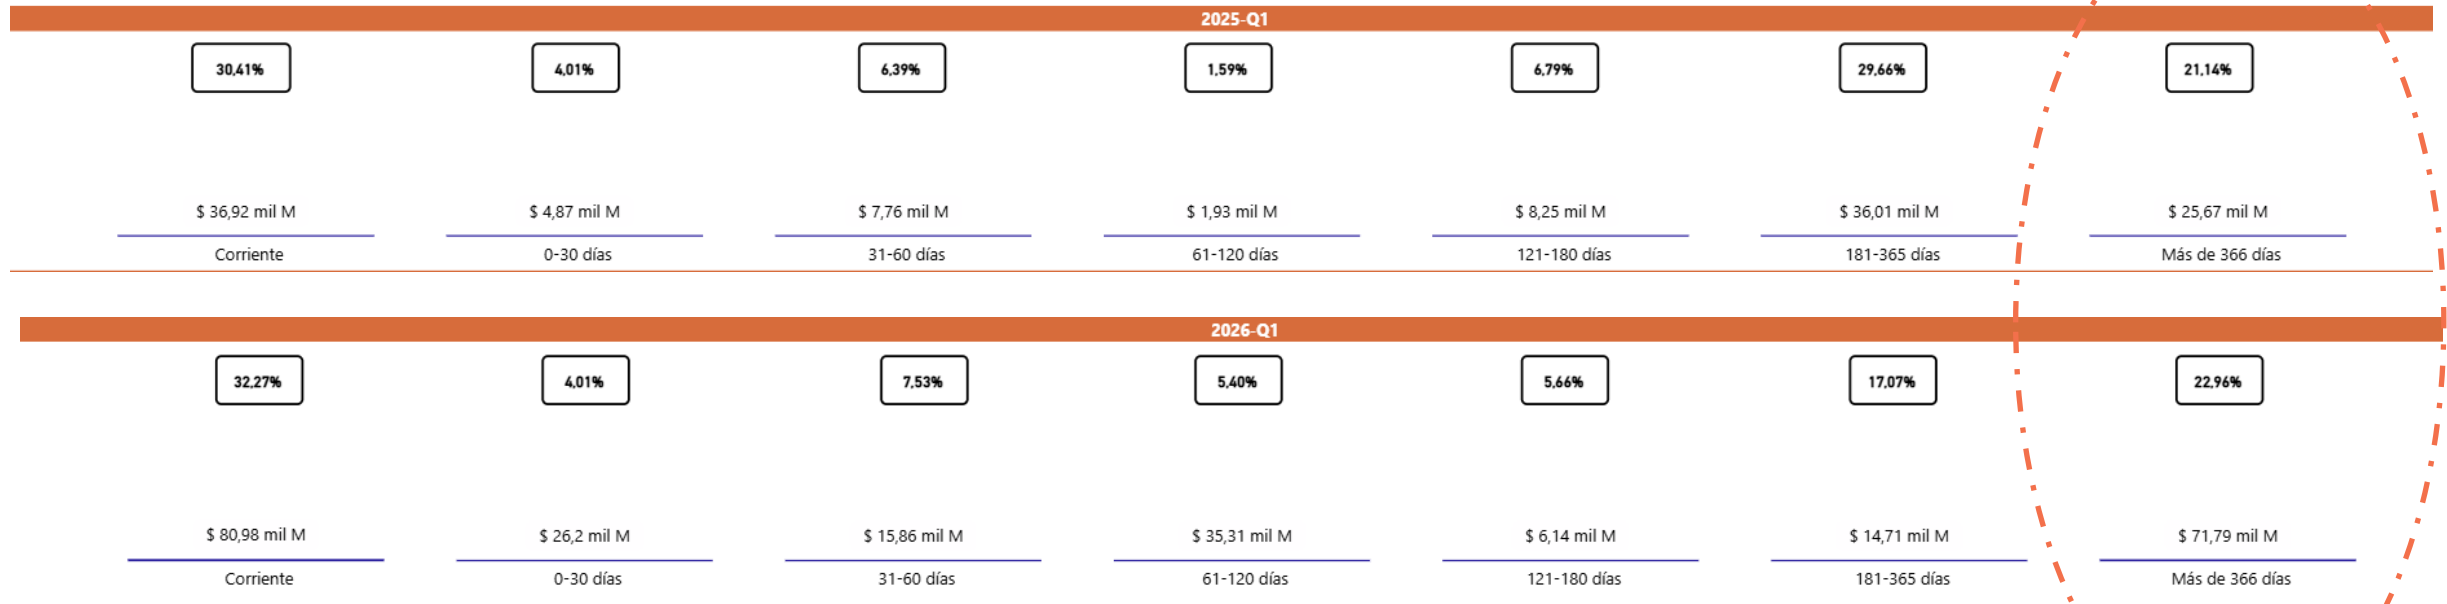 2025-Q1
30,41% 4,01% 6,39% 1,59% 6,79% 29,66% 21,14%
$ 36,92 mil M $ 4,87 mil M $ 7,76 mil M $ 1,93 mil M $ 8,25 mil M $ 36,01 mil M $ 25,67 mil M
Corriente 0-30 días 31-60 días 61-120 días 121-180 días 181-365 días Más de 366 días
2026-Q1
32,27% 4,01% 7,53% 5,40% 5,66% 17,07% 22,96%
$ 80,98 mil M $ 26,2 mil M $ 15,86 mil M $ 35,31 mil M $ 6,14 mil M $ 14,71 mil M $ 71,79 mil M
Corriente 0-30 días 31-60 días 61-120 días 121-180 días 181-365 días Más de 366 días